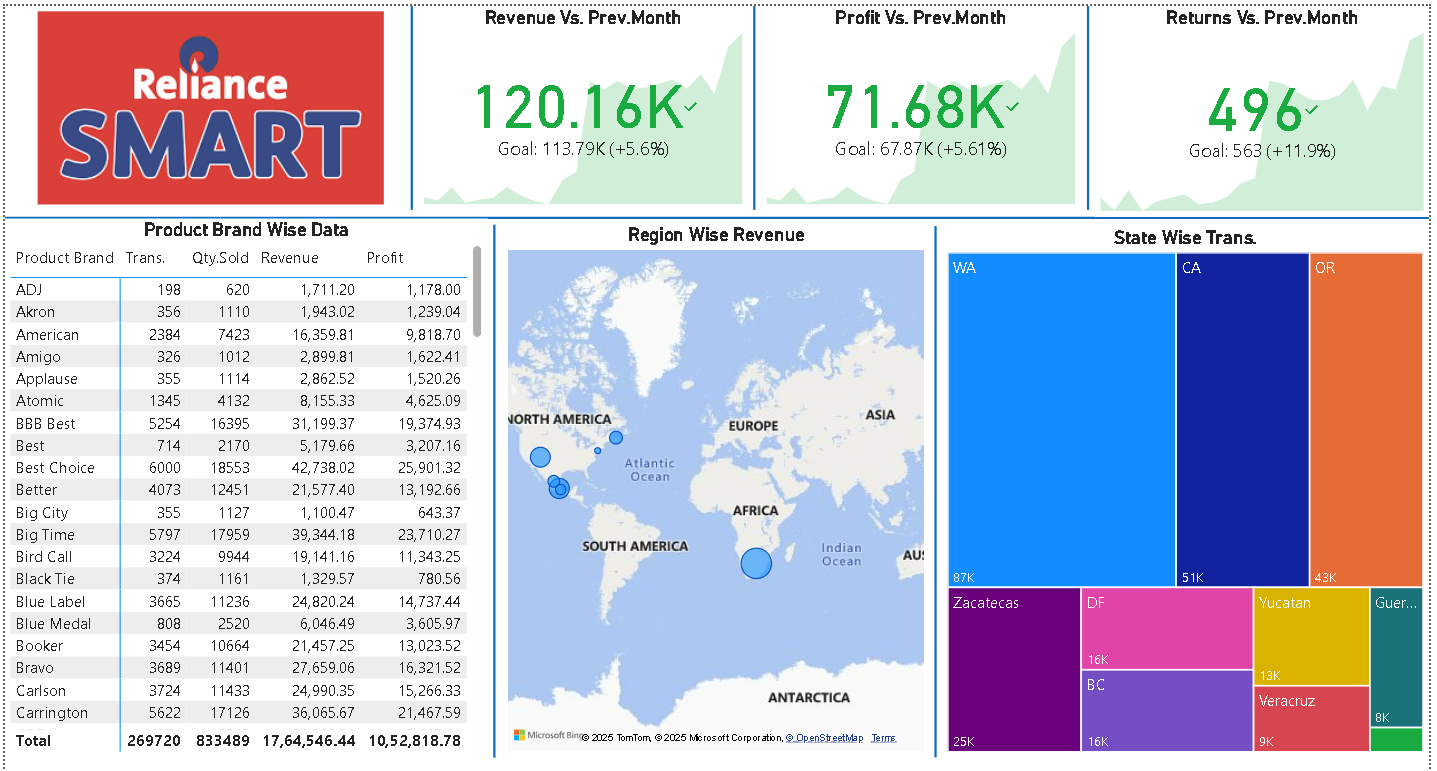 Reliance
SMART
Revenue Vs. Prev.Month
120.16K
Goal: 113.79K (+5.6%)
Profit Vs. Prev.Month
71.68K
Goal: 67.87K (+5.61%)
Returns Vs. Prev.Month
496
Goal: 563 (+11.9%)
Product Brand Wise Data
Product Brand Trans. Qty.Sold Revenue Profit
ADJ 198 620 1,711.20 1,178.00
Akron 356 1110 1,943.02 1,239.04
American 2384 7423 16,359.81 9,818.70
Amigo 326 1012 2,899.81 1,622.41
Applause 355 1114 2,862.52 1,520.26
Atomic 1345 4132 8,155.33 4,625.09
BBB Best 5254 16395 31,199.37 19,374.93
Best 714 2170 5,179.66 3,207.16
Best Choice 6000 18553 42,738.02 25,901.32
Better 4073 12451 21,577.40 13,192.66
Big City 355 1127 1,100.47 643.37
Big Time 5797 17959 39,344.18 23,710.27
Bird Call 3224 9944 19,141.16 11,343.25
Black Tie 374 1161 1,329.57 780.56
Blue Label 3665 11236 24,820.24 14,737.44
Blue Medal 808 2520 6,046.49 3,605.97
Booker 3454 10664 21,457.25 13,023.52
Bravo 3689 11401 27,659.06 16,321.52
Carlson 3724 11433 24,990.35 15,266.33
Carrington 5622 17126 36,065.67 21,467.59
Total 269720 833489 17,64,546.44 10,52,818.78
Region Wise Revenue
NORTH AMERICA
EUROPE
ASIA
Atlantic
Ocean
AFRICA
SOUTH AMERICA
Indian
Ocean
AUS
ANTARCTICA
Microsoft Bing
© 2025 TomTom, © 2025 Microsoft Corporation, © OpenStreetMap Terms
State Wise Trans.
WA
87K
CA
51K
OR
43K
Zacatecas
25K
DF
16K
BC
16K
Yucatan
13K
Veracruz
9K
Guer...
8K